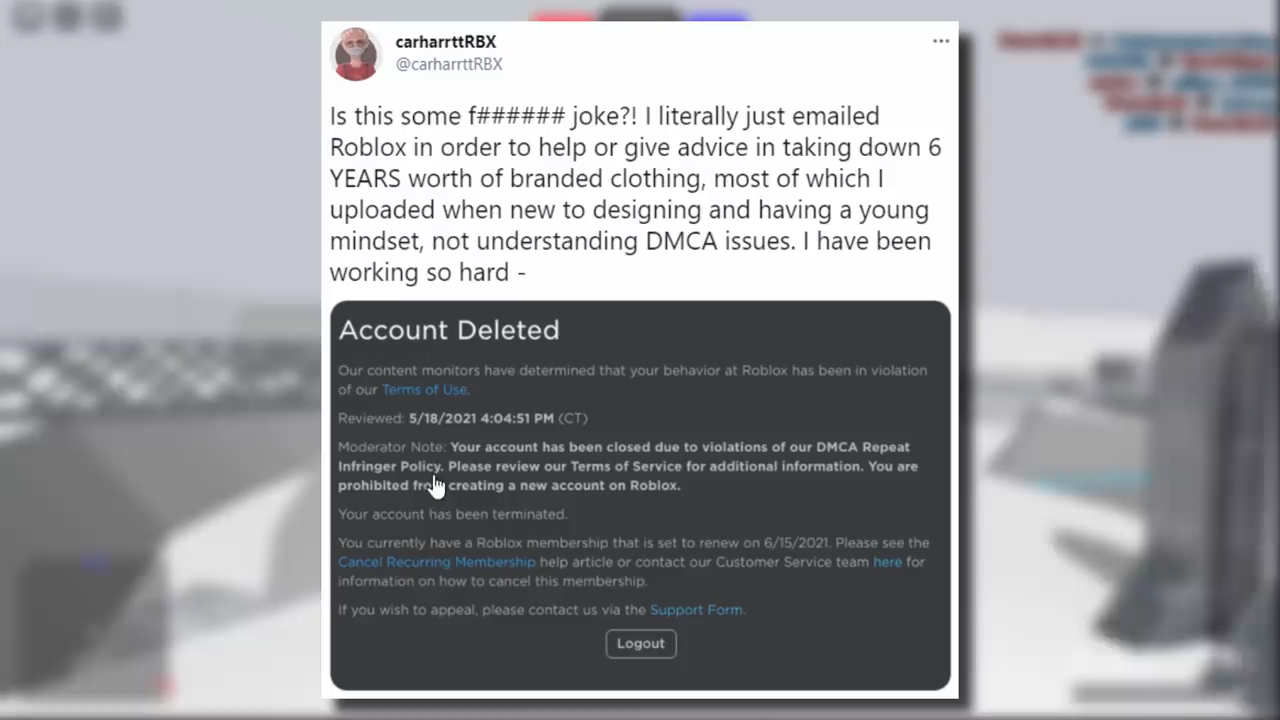 carharrttRBX
@carharrttRBX
Is this some f###### joke?! I literally just emailed
Roblox in order to help or give advice in taking down 6
YEARS worth of branded clothing, most of which I
uploaded when new to designing and having a young
mindset, not understanding DMCA issues. I have been
working so hard -
Account Deleted
Our content monitors have determined that your behavior at Roblox has been in violation
of our Terms of Use.
Reviewed: 5/18/2021 4:04:51 PM (CT)
Moderator Note: Your account has been closed due to violations of our DMCA Repeat
Infringer Policy. Please review our Terms of Service for additional information. You are
prohibited from creating a new account on Roblox.
Your account has been terminated.
You currently have a Roblox membership that is set to renew on 6/15/2021. Please see the
Cancel Recurring Membership help article or contact our Customer Service team here for
information on how to cancel this membership.
If you wish to appeal, please contact us via the Support Form.
Logout